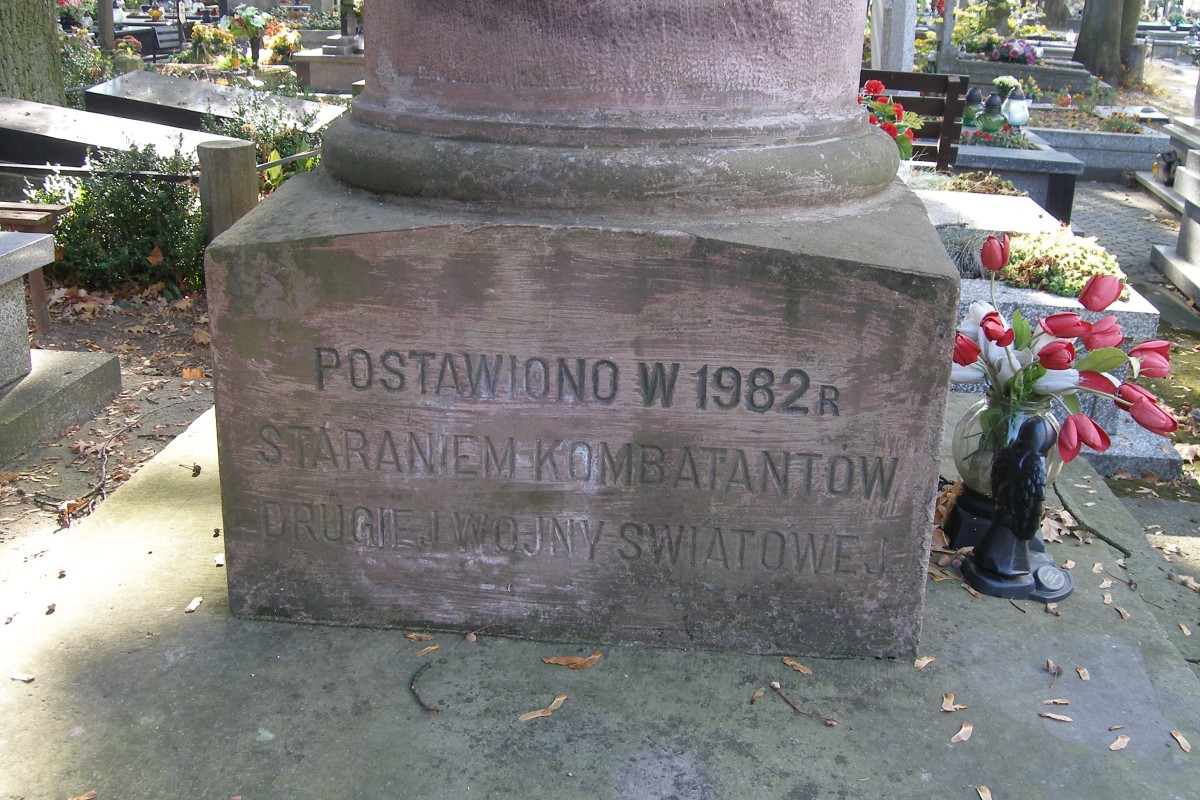 POSTAWIONO W 1982 R
STARANIEM KOMBATANTÓW
DRUGIEJ WOJNY ŚWIATOWEJ